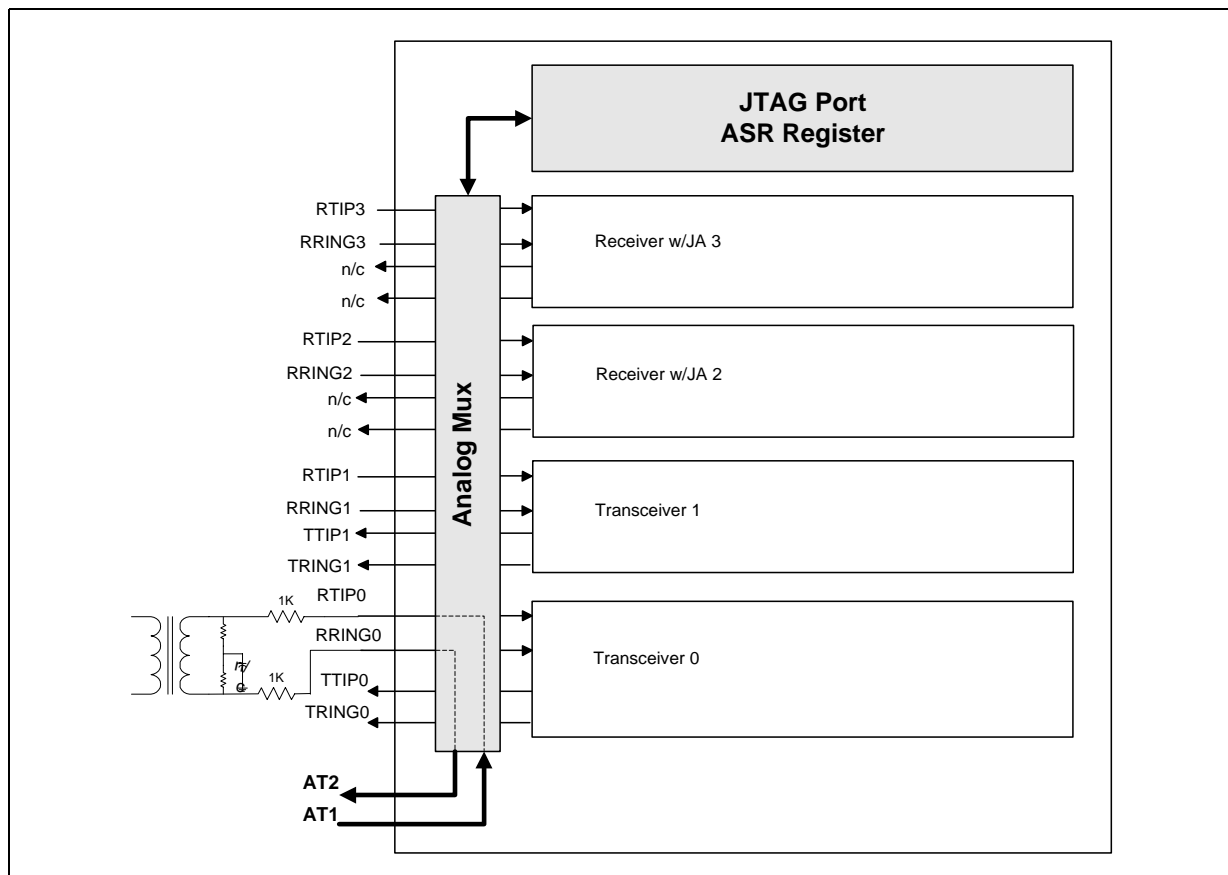 JTAG Port
ASR Register
RTIP3
RRING3
n/c
n/c
Receiver w/JA 3
RTIP2
RRING2
n/c
n/c
Receiver w/JA 2
Analog Mux
RTIP1
RRING1
TTIP1
TRING1
Transceiver 1
RTIP0
1K
RRING0
1K
TTIP0
TRING0
Transceiver 0
AT2
AT1